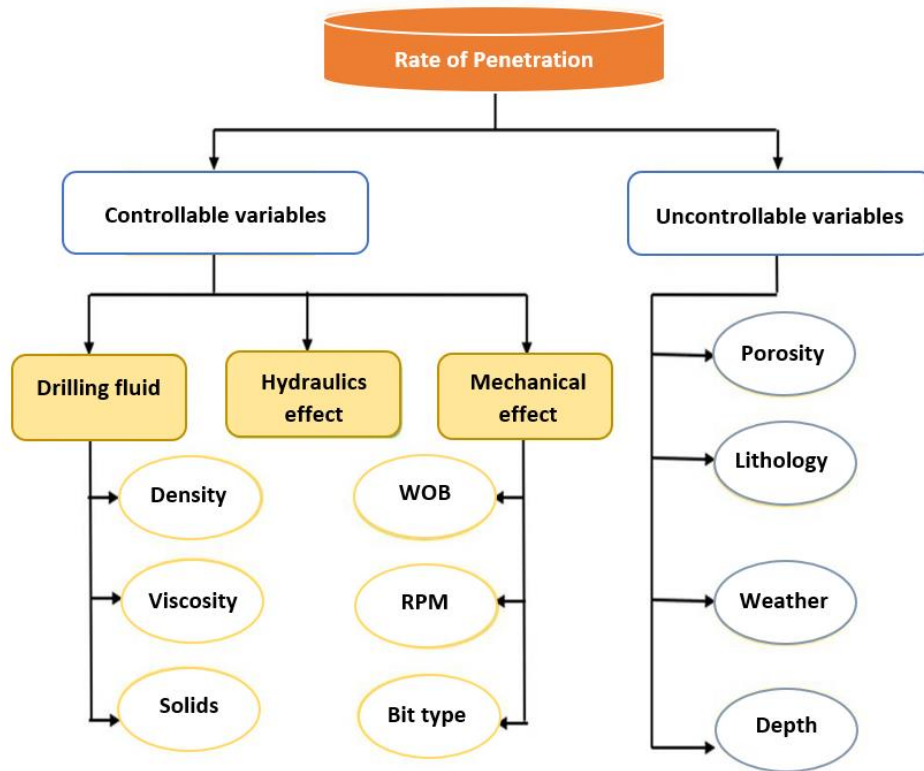 Rate of Penetration
Controllable variables
Uncontrollable variables
Drilling fluid
Hydraulics
effect
Mechanical
effect
Density
Viscosity
Solids
WOB
RPM
Bit type
Porosity
Lithology
Weather
Depth